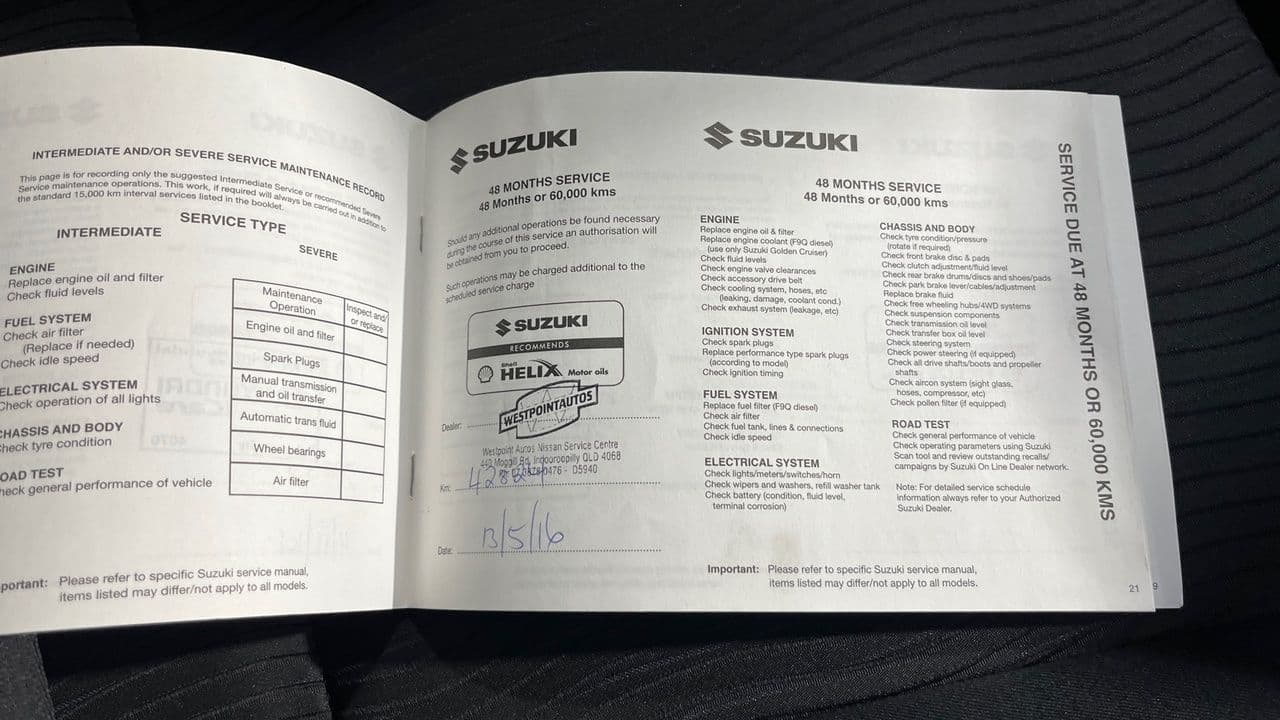 INTERMEDIATE AND/OR SEVERE SERVICE MAINTENANCE RECORD
This page is for recording only the suggested Intermediate Service or recommended Severe
Service maintenance operations. This work, if required will always be carried out in addition to
the standard 15,000 km interval services listed in the booklet.
SERVICE TYPE
INTERMEDIATE
SEVERE
ENGINE
Replace engine oil and filter
Check fluid levels
FUEL SYSTEM
Check air filter
(Replace if needed)
Check idle speed
ELECTRICAL SYSTEM
Check operation of all lights
CHASSIS AND BODY
Check tyre condition
OAD TEST
heck general performance of vehicle
Maintenance
Operation
Inspect and/
or replace
Engine oil and filter
Spark Plugs
Manual transmission
and oil transfer
Automatic trans fluid
Wheel bearings
Air filter
portant: Please refer to specific Suzuki service manual,
items listed may differ/not apply to all models.
SUZUKI
48 MONTHS SERVICE
48 Months or 60,000 kms
Should any additional operations be found necessary
during the course of this service an authorisation will
be obtained from you to proceed.
Such operations may be charged additional to the
scheduled service charge
SUZUKI
RECOMMENDS
Shell
HELIX Motor oils
WESTPOINTAUTOS
Dealer:
Westpoint Autos Nissan Service Centre
Moggill Rd, Indooroopilly QLD 4068
Km:
Date: 13/5/16
SUZUKI
48 MONTHS SERVICE
48 Months or 60,000 kms
ENGINE
Replace engine oil & filter
Replace engine coolant (F9Q diesel)
(use only Suzuki Golden Cruiser)
Check fluid levels
Check engine valve clearances
Check accessory drive belt
Check cooling system, hoses, etc
(leaking, damage, coolant cond.)
Check exhaust system (leakage, etc)
IGNITION SYSTEM
Check spark plugs
Replace performance type spark plugs
(according to model)
Check ignition timing
FUEL SYSTEM
Replace fuel filter (F9Q diesel)
Check air filter
Check fuel tank, lines & connections
Check idle speed
ELECTRICAL SYSTEM
Check lights/meters/switches/horn
Check wipers and washers, refill washer tank
Check battery (condition, fluid level,
terminal corrosion)
CHASSIS AND BODY
Check tyre condition/pressure
(rotate if required)
Check front brake disc & pads
Check clutch adjustment/fluid level
Check rear brake drums/discs and shoes/pads
Check park brake lever/cables/adjustment
Replace brake fluid
Check free wheeling hubs/4WD systems
Check suspension components
Check transmission oil level
Check transfer box oil level
Check steering system
Check power steering (if equipped)
Check all drive shafts/boots and propeller
shafts
Check aircon system (sight glass,
hoses, compressor, etc)
Check pollen filter (if equipped)
ROAD TEST
Check general performance of vehicle
Check operating parameters using Suzuki
Scan tool and review outstanding recalls/
campaigns by Suzuki On Line Dealer network.
Note: For detailed service schedule
information always refer to your Authorized
Suzuki Dealer.
Important: Please refer to specific Suzuki service manual,
items listed may differ/not apply to all models.
SERVICE DUE AT 48 MONTHS OR 60,000 KMS
21
9